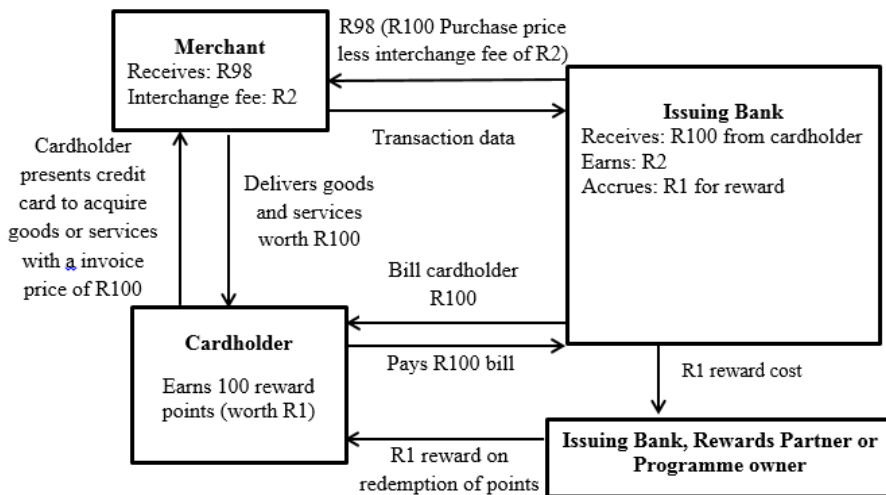 R98 (R100 Purchase price
less interchange fee of R2)
Merchant
Receives: R98
Interchange fee: R2
Issuing Bank
Receives: R100 from cardholder
Earns: R2
Accrues: R1 for reward
Transaction data
Cardholder
presents credit
card to acquire
goods or services
with a invoice
price of R100
Delivers goods
and services
worth R100
Bill cardholder
R100
Cardholder
Earns 100 reward
points (worth R1)
Pays R100 bill
R1 reward cost
Issuing Bank, Rewards Partner or
Programme owner
R1 reward on
redemption of points